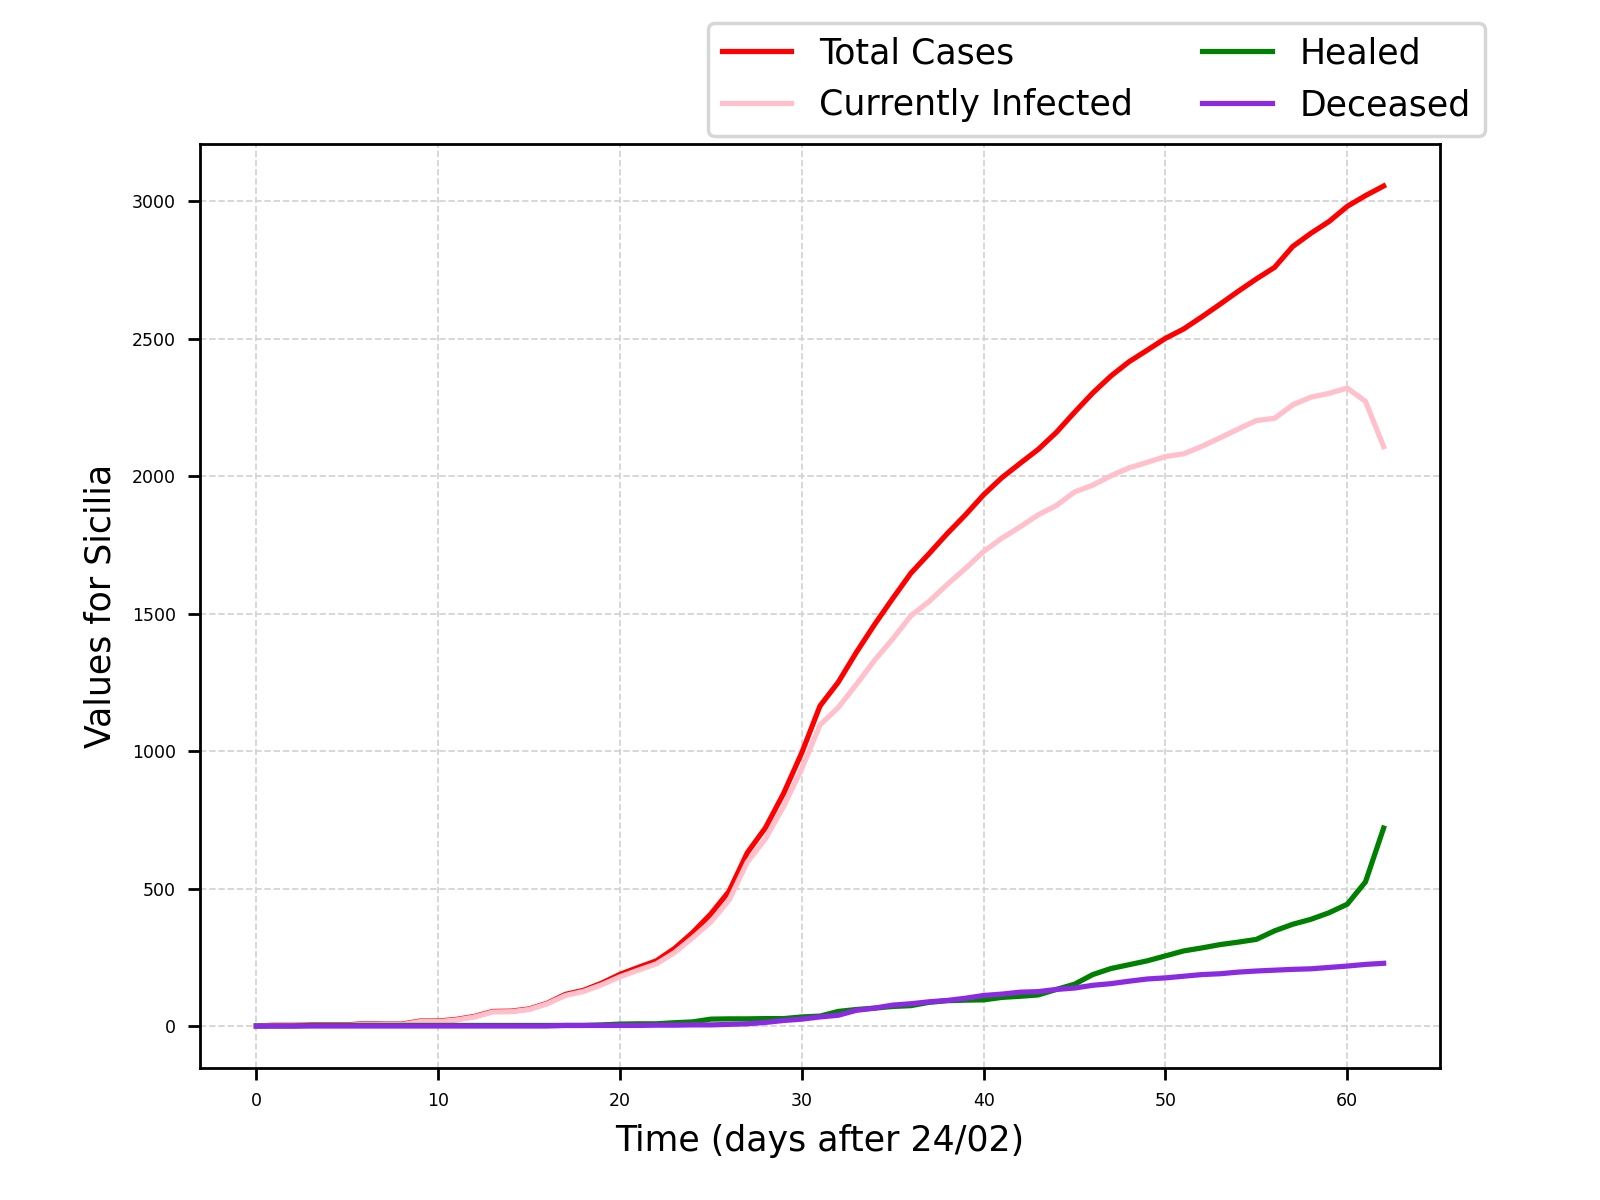 Total Cases
Currently Infected
Healed
Deceased
3000
2500
2000
1500
1000
500
0
Values for Sicilia
0 10 20 30 40 50 60
Time (days after 24/02)